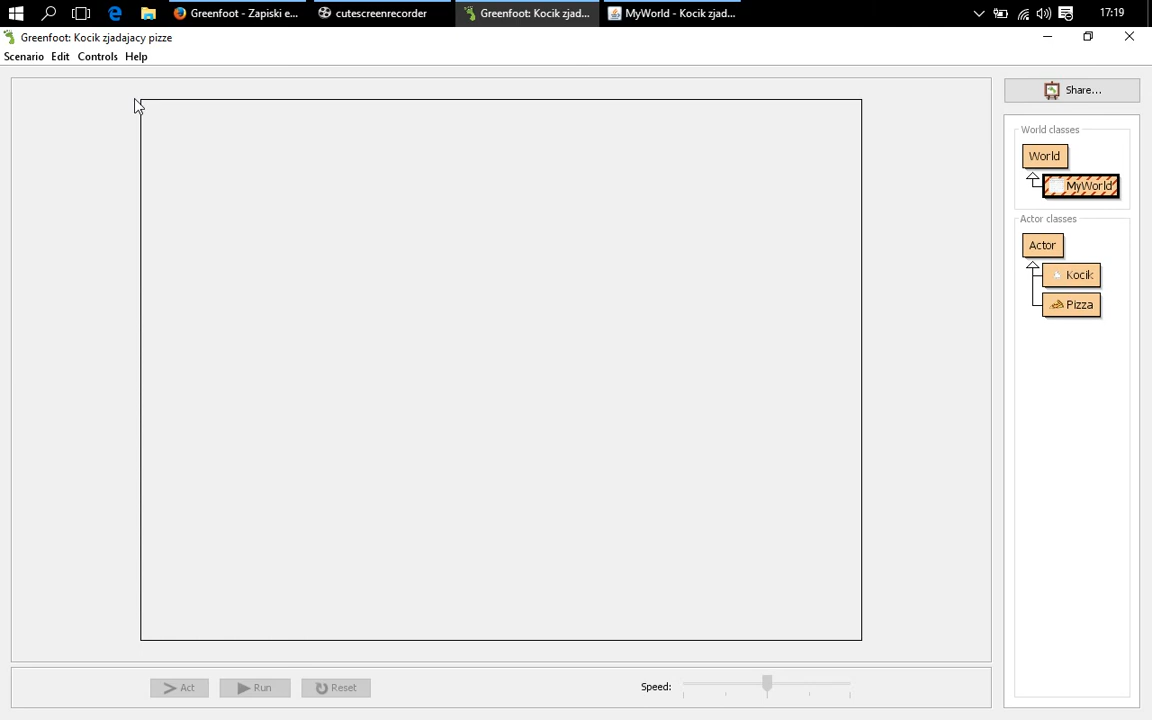 Greenfoot - Zapiski e...
cutescreenrecorder
Greenfoot: Kocik zjad...
MyWorld - Kocik zjad...
17:19
Greenfoot: Kocik zjadajacy pizze
Scenario Edit Controls Help
Share...
World classes
World
MyWorld
Actor classes
Actor
Kocik
Pizza
Act
Run
Reset
Speed: